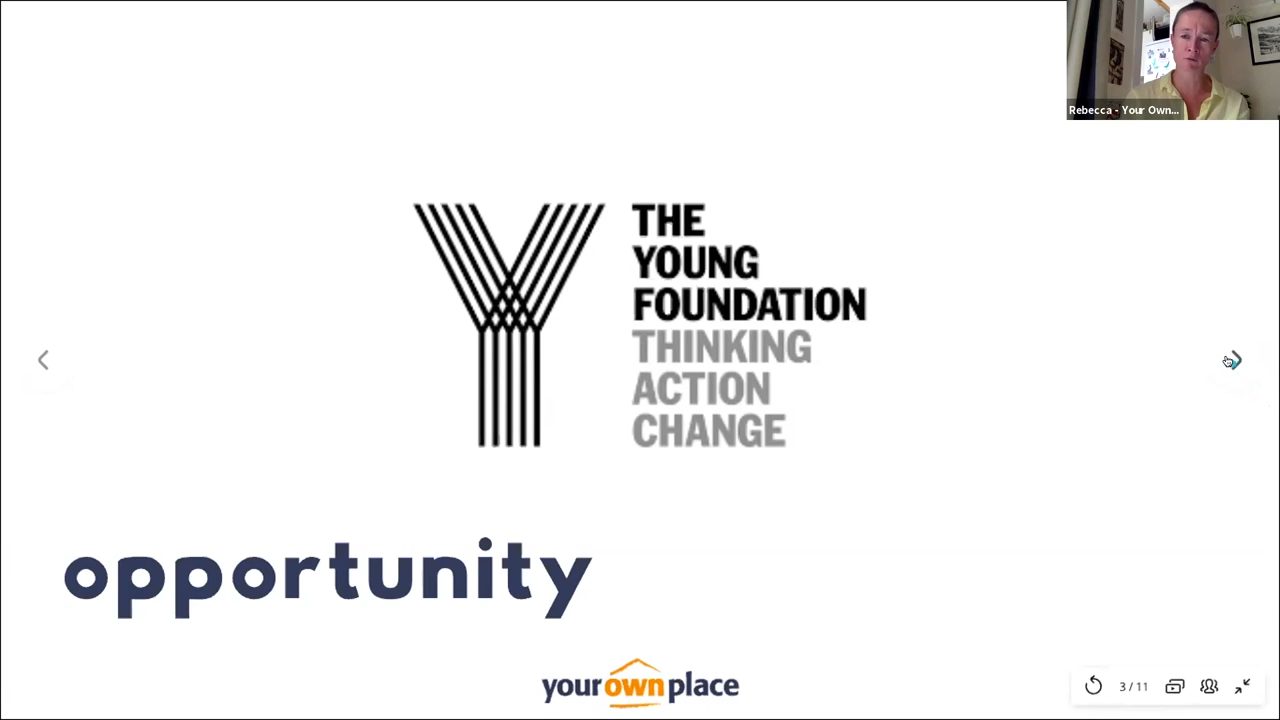 Rebecca - Your Own...
THE
YOUNG
FOUNDATION
THINKING
ACTION
CHANGE
opportunity
yourownplace
3 / 11